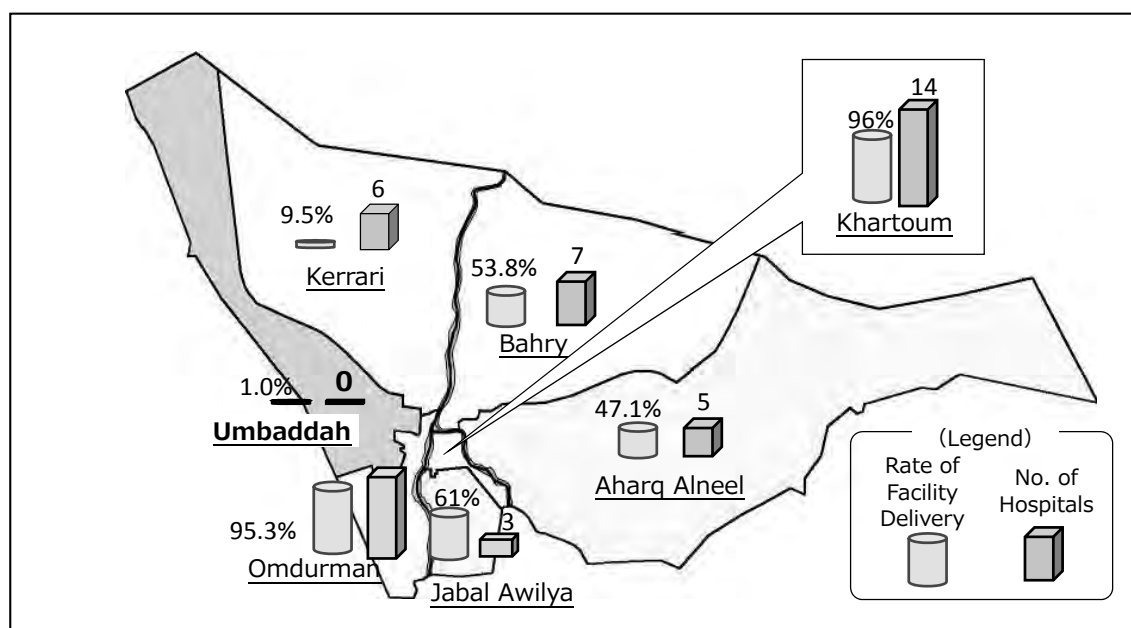 14
96%
Khartoum
6
9.5%
Kerrari
7
53.8%
Bahry
0
1.0%
Umbaddah
5
47.1%
Aharq Alneel
95.3%
Omdurman
61%
3
Jabal Awilya
(Legend)
Rate of
Facility
Delivery
No. of
Hospitals